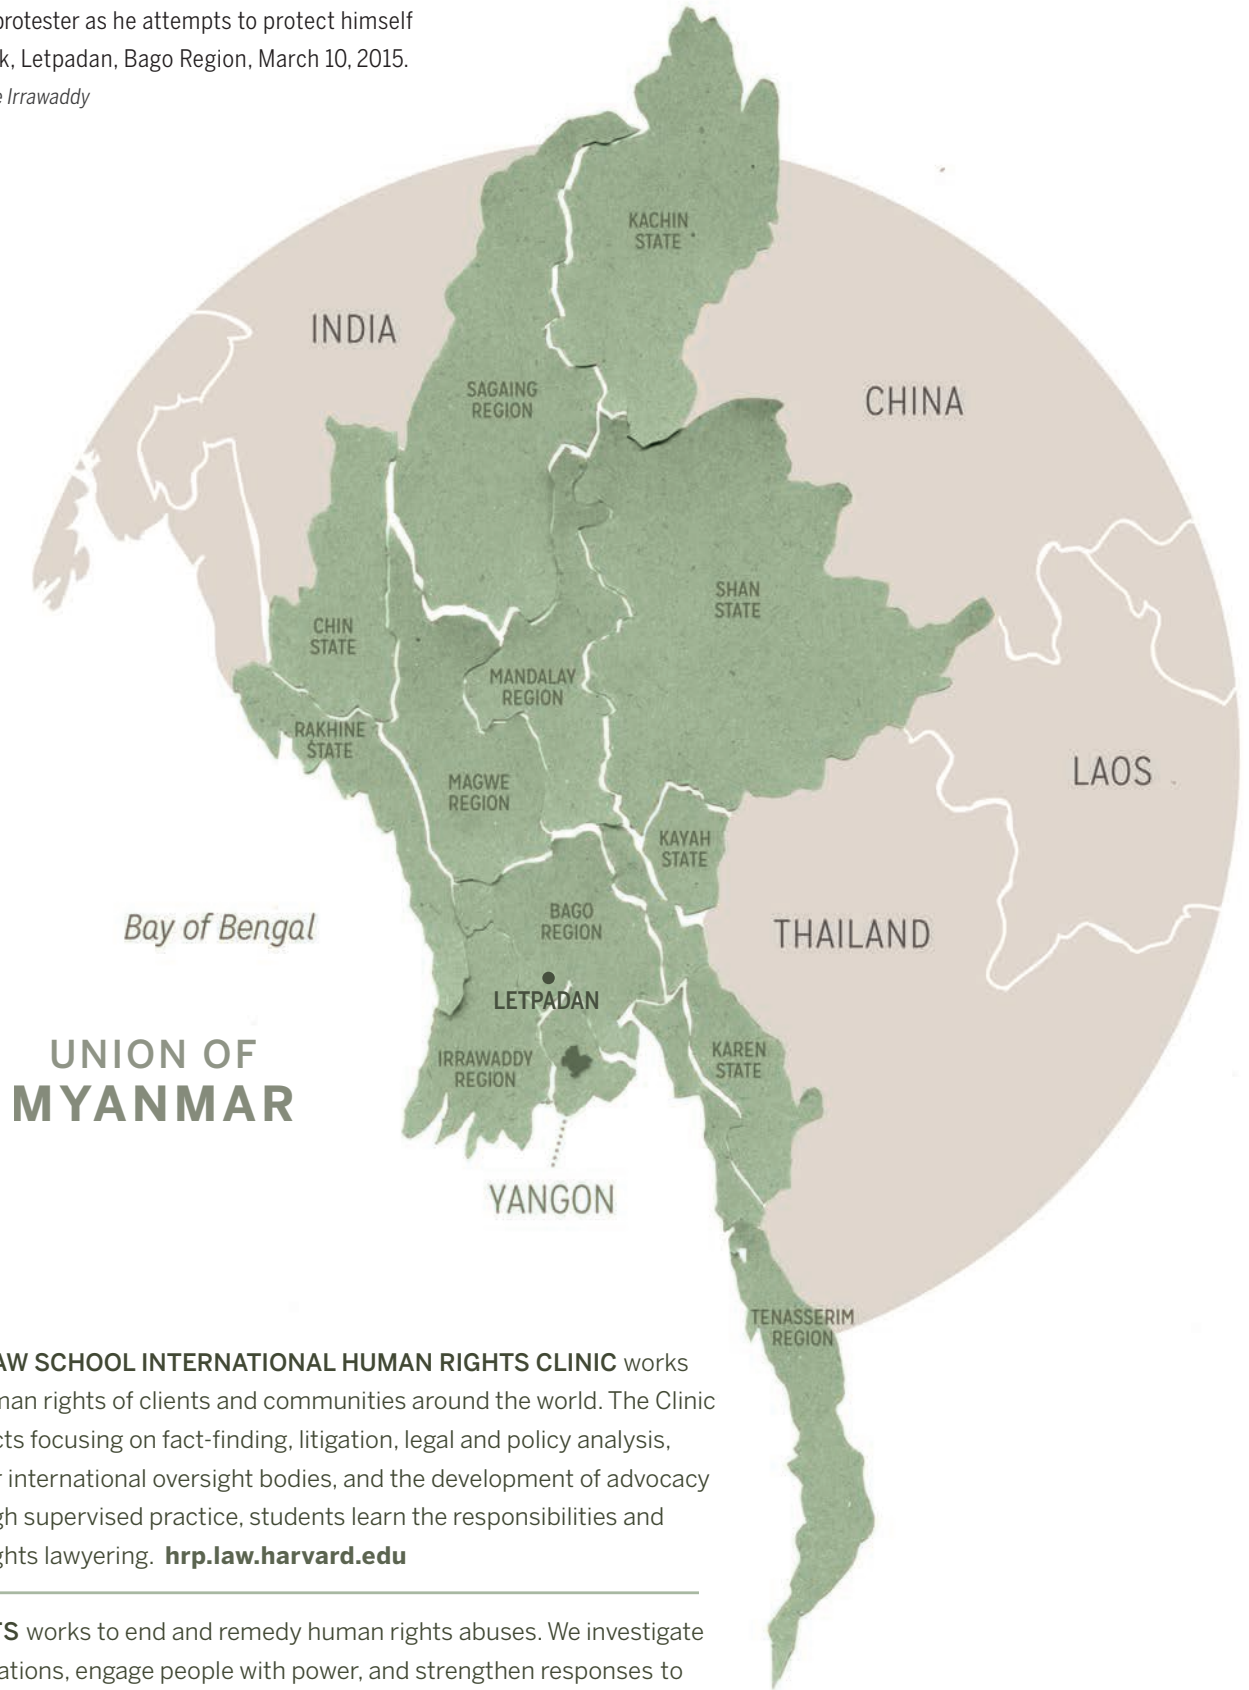 protester as he attempts to protect himself
k, Letpadan, Bago Region, March 10, 2015.
e Irrawaddy
KACHIN
STATE
INDIA
CHINA
SAGAING
REGION
SHAN
STATE
CHIN
STATE
MANDALAY
REGION
RAKHINE
STATE
LAOS
MAGWE
REGION
KAYAH
STATE
Bay of Bengal
BAGO
REGION
THAILAND
LETPADAN
UNION OF
MYANMAR
IRRAWADDY
REGION
KAREN
STATE
YANGON
TENASSERIM
REGION
AW SCHOOL INTERNATIONAL HUMAN RIGHTS CLINIC works
man rights of clients and communities around the world. The Clinic
cts focusing on fact-finding, litigation, legal and policy analysis,
r international oversight bodies, and the development of advocacy
gh supervised practice, students learn the responsibilities and
ghts lawyering. hrp.law.harvard.edu
TS works to end and remedy human rights abuses. We investigate
ations, engage people with power, and strengthen responses to